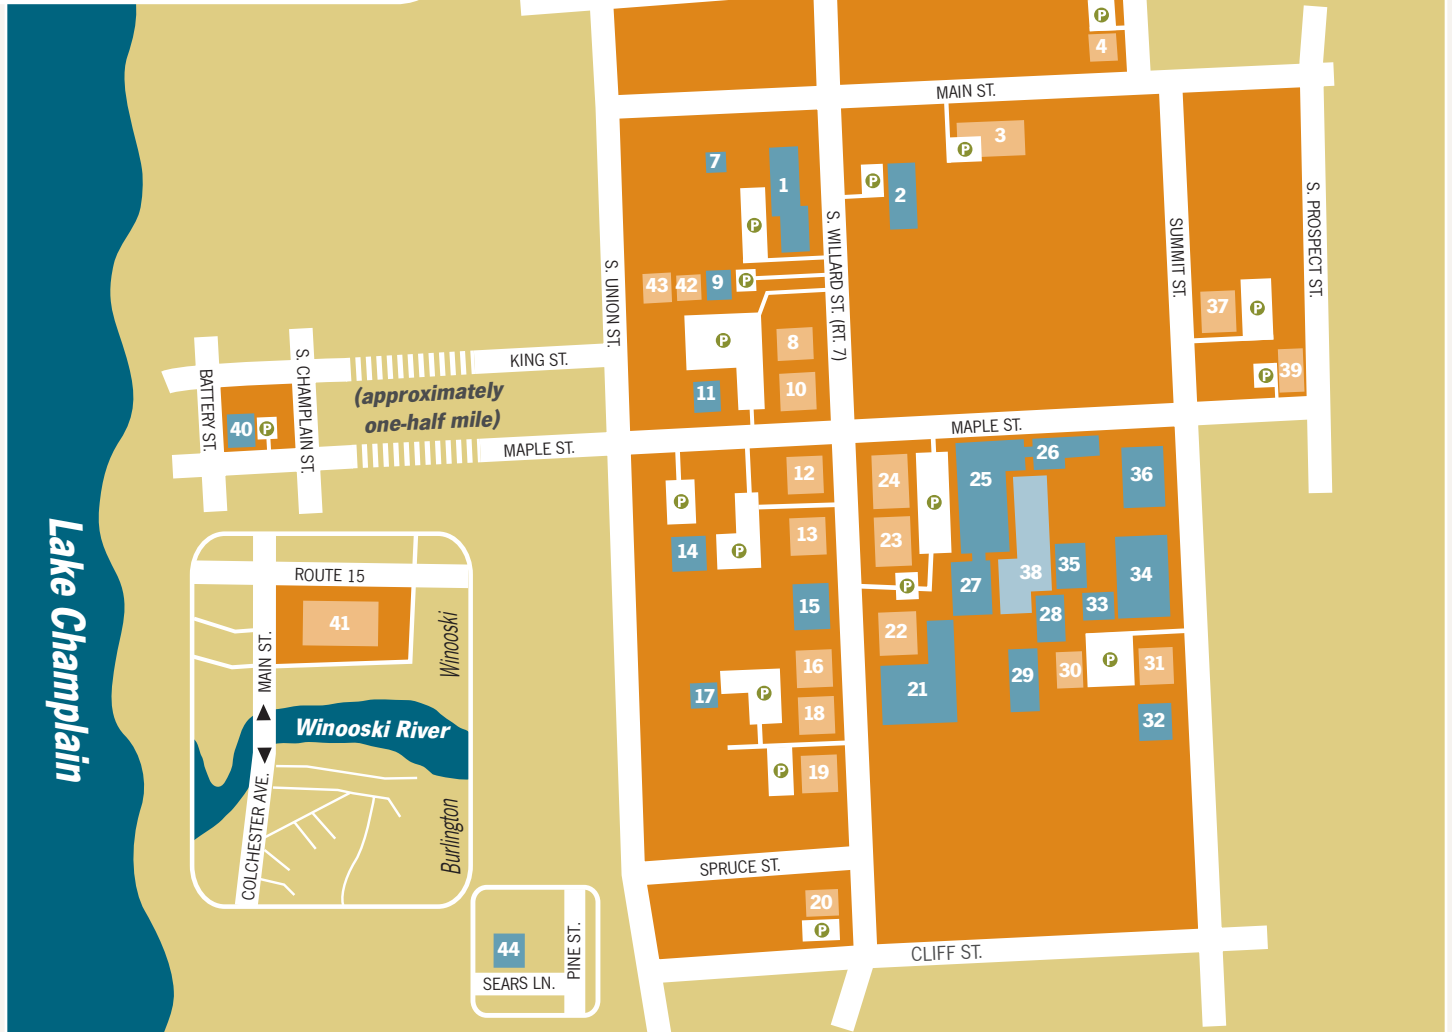 P
4
MAIN ST.
3
P
7
1
P
2
P
S. UNION ST.
S. WILLARD ST. (RT. 7)
SUMMIT ST.
S. PROSPECT ST.
43
42
9
P
37
P
P
8
KING ST.
P
39
(approximately
one-half mile)
11
10
BATTERY ST.
S. CHAMPLAIN ST.
40
P
MAPLE ST.
MAPLE ST.
12
24
25
26
36
P
P
13
23
14
P
38
35
34
27
P
15
28
33
22
16
29
30
P
31
21
17
P
18
32
P
19
SPRUCE ST.
20
P
CLIFF ST.
Lake Champlain
ROUTE 15
41
MAIN ST.
Winooski
Winooski River
COLCHESTER AVE.
Burlington
44
PINE ST.
SEARS LN.